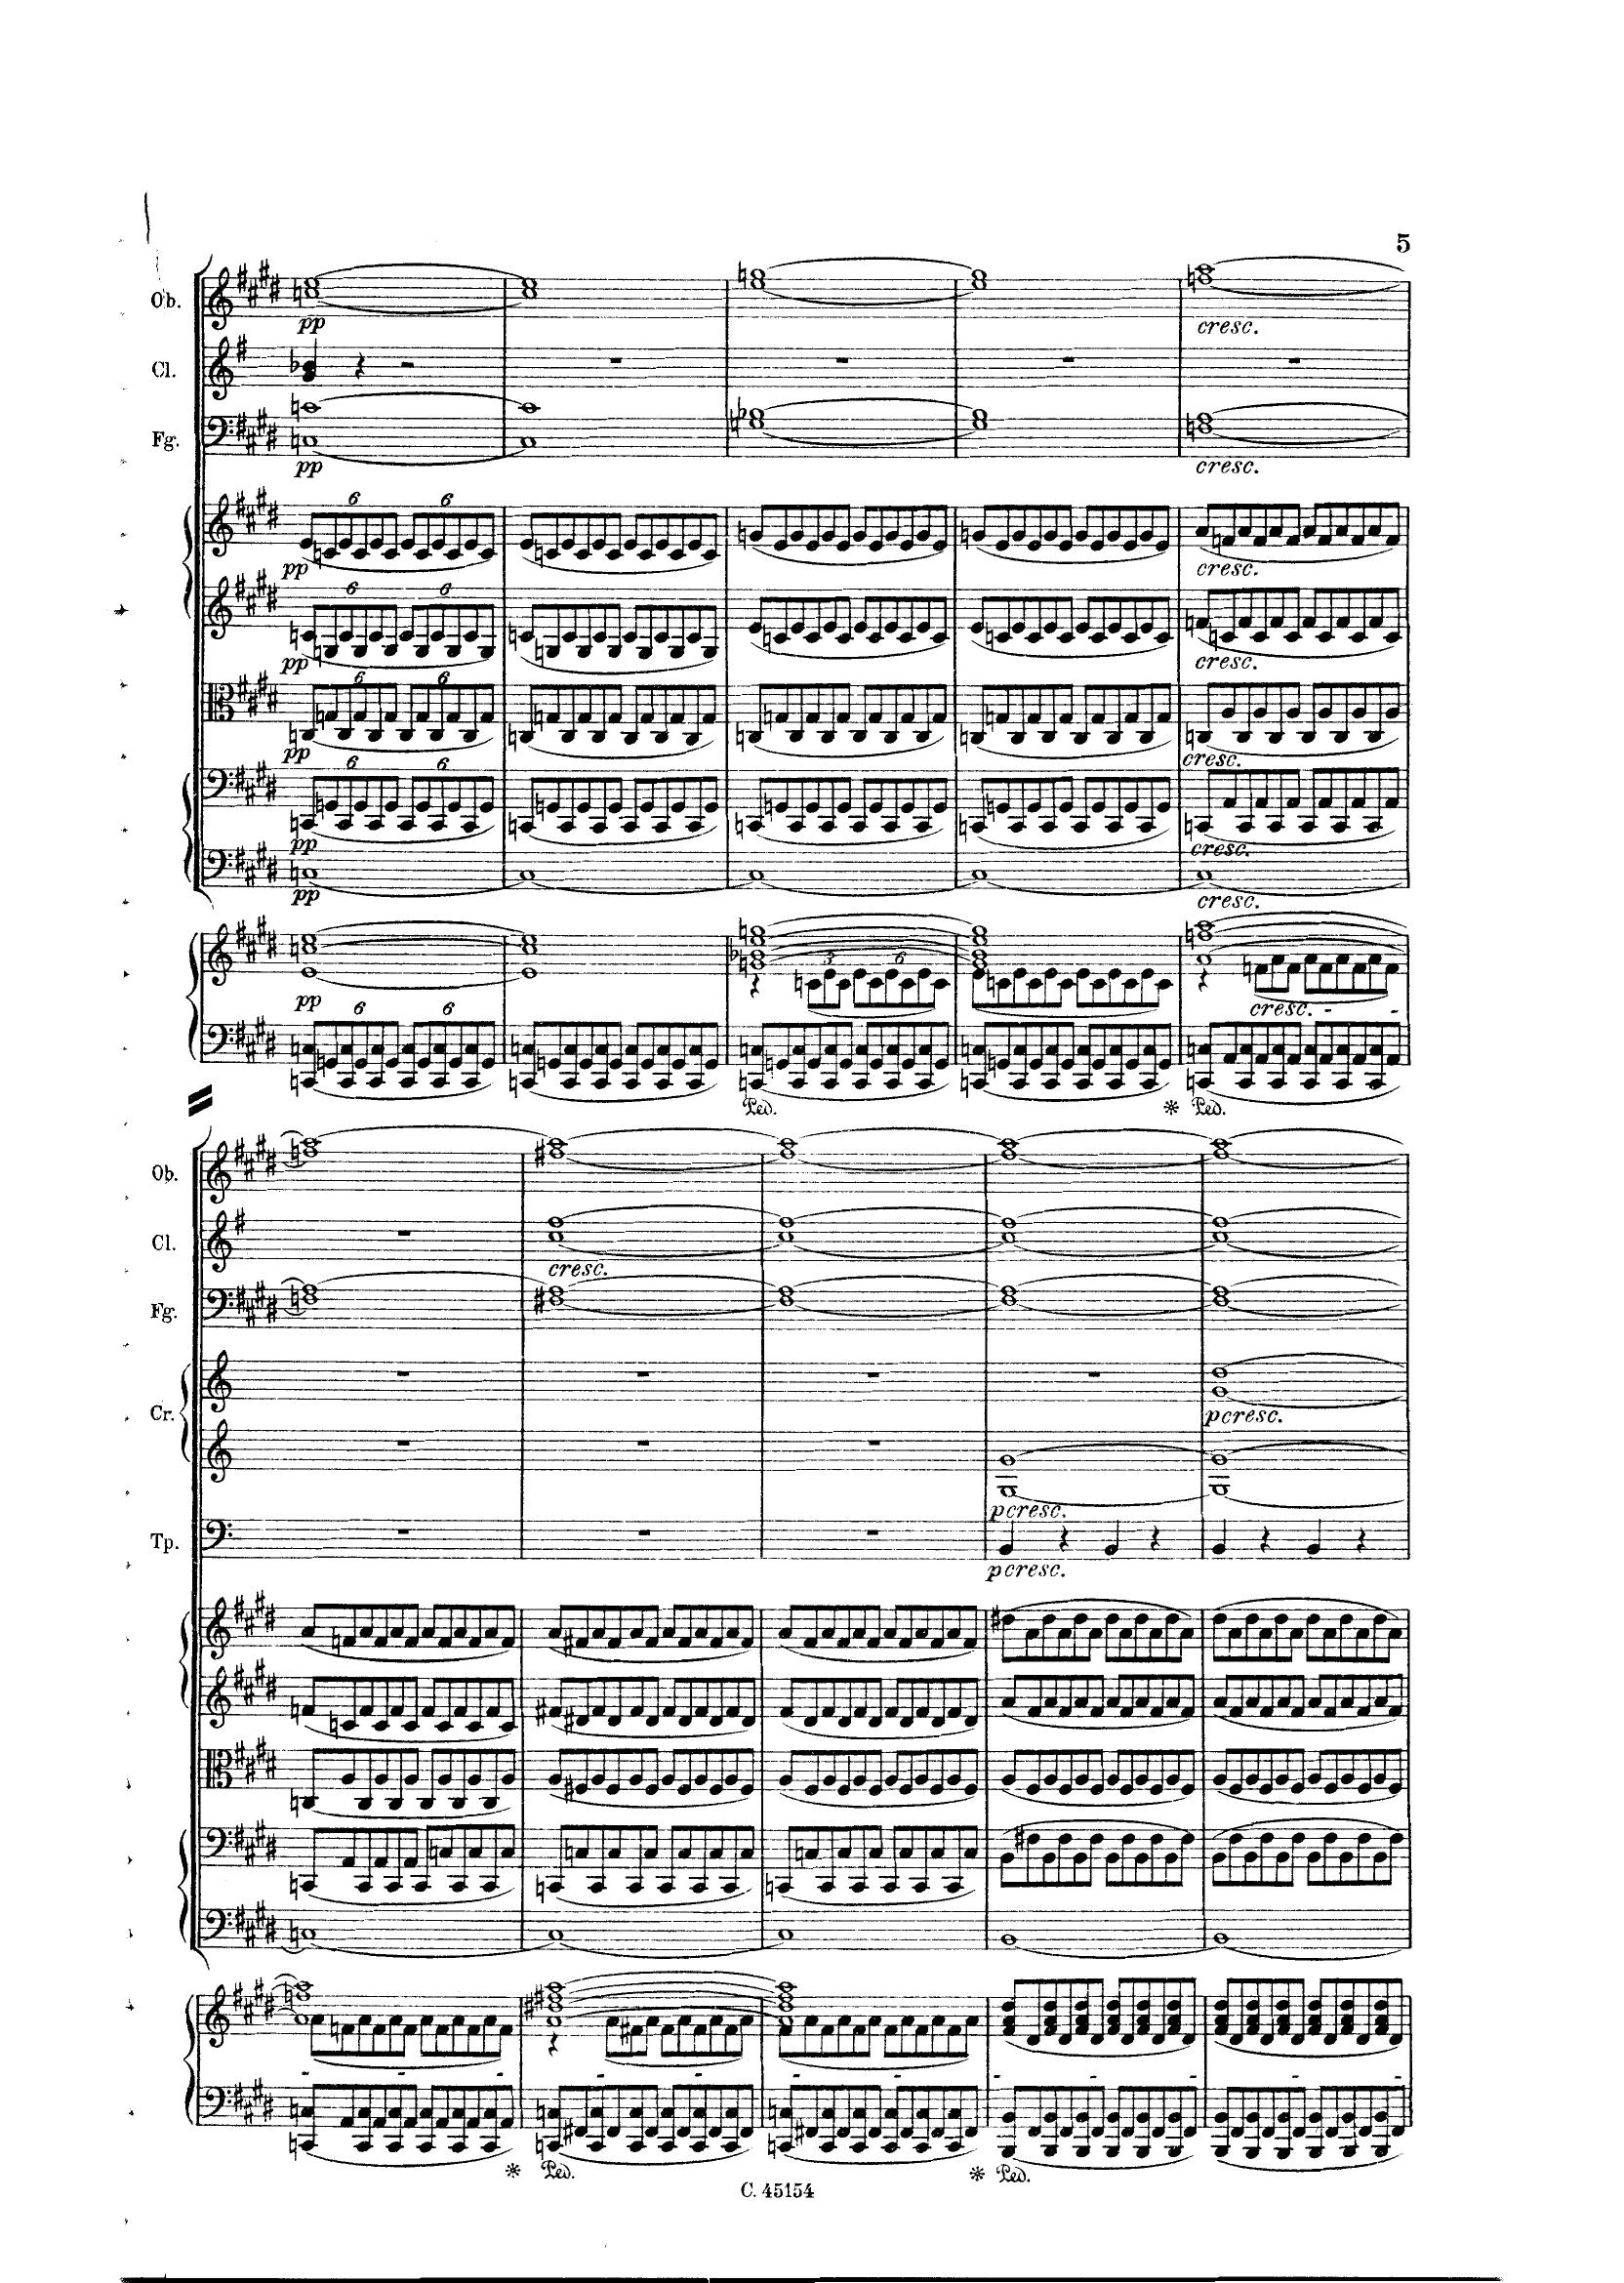 5
Ob.
pp
cresc.
Cl.
Fg.
pp
cresc.
6 6
pp
cresc.
6 6
pp
cresc.
6 6
pp
cresc.
6 6
pp
cresc.
pp
cresc.
3 6
pp
cresc. - -
6 6
Ped. * Ped.
Ob.
Cl.
cresc.
Fg.
Cr.
pcresc.
pcresc.
Tp.
pcresc.
- - - - - - - - - - - -
* Ped. * Ped.
C. 45154